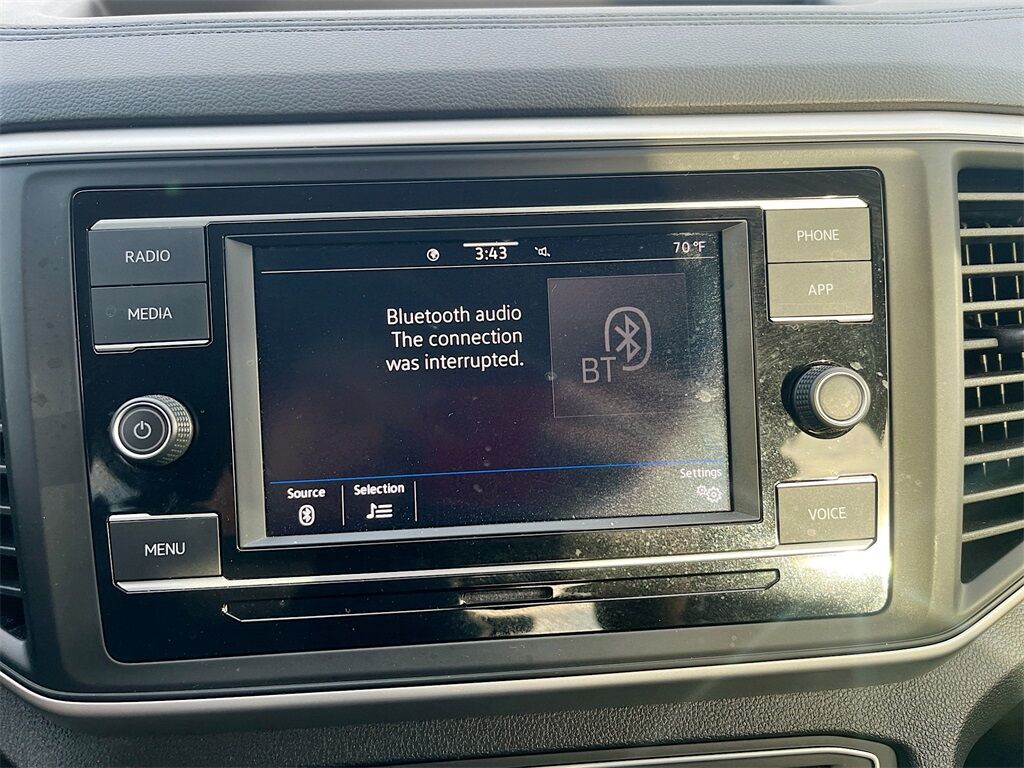 RADIO
MEDIA
MENU
3:43
70°F
Bluetooth audio
The connection
was interrupted.
BT
Source
Selection
Settings
PHONE
APP
VOICE